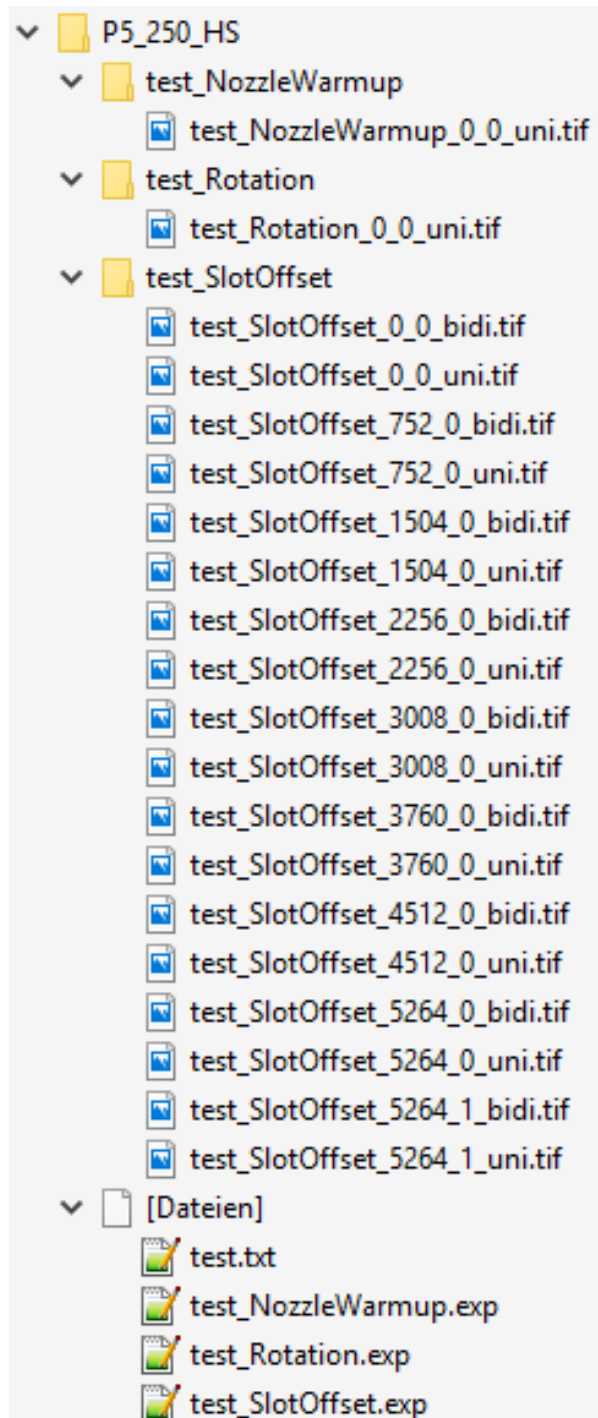 P5_250_HS
test_NozzleWarmup
test_NozzleWarmup_0_0_uni.tif
test_Rotation
test_Rotation_0_0_uni.tif
test_SlotOffset
test_SlotOffset_0_0_bidi.tif
test_SlotOffset_0_0_uni.tif
test_SlotOffset_752_0_bidi.tif
test_SlotOffset_752_0_uni.tif
test_SlotOffset_1504_0_bidi.tif
test_SlotOffset_1504_0_uni.tif
test_SlotOffset_2256_0_bidi.tif
test_SlotOffset_2256_0_uni.tif
test_SlotOffset_3008_0_bidi.tif
test_SlotOffset_3008_0_uni.tif
test_SlotOffset_3760_0_bidi.tif
test_SlotOffset_3760_0_uni.tif
test_SlotOffset_4512_0_bidi.tif
test_SlotOffset_4512_0_uni.tif
test_SlotOffset_5264_0_bidi.tif
test_SlotOffset_5264_0_uni.tif
test_SlotOffset_5264_1_bidi.tif
test_SlotOffset_5264_1_uni.tif
[Dateien]
test.txt
test_NozzleWarmup.exp
test_Rotation.exp
test_SlotOffset.exp